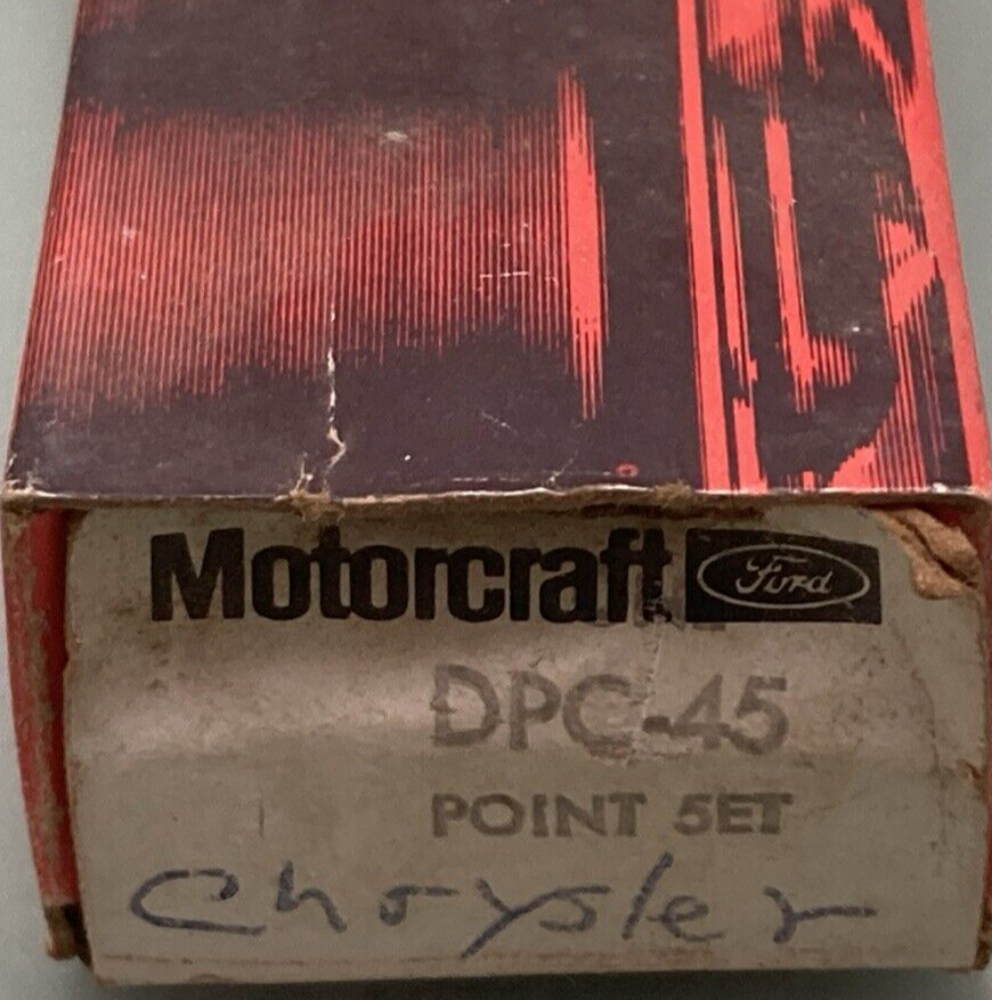 Motorcraft Ford
DPC-45
POINT SET
Chrysler